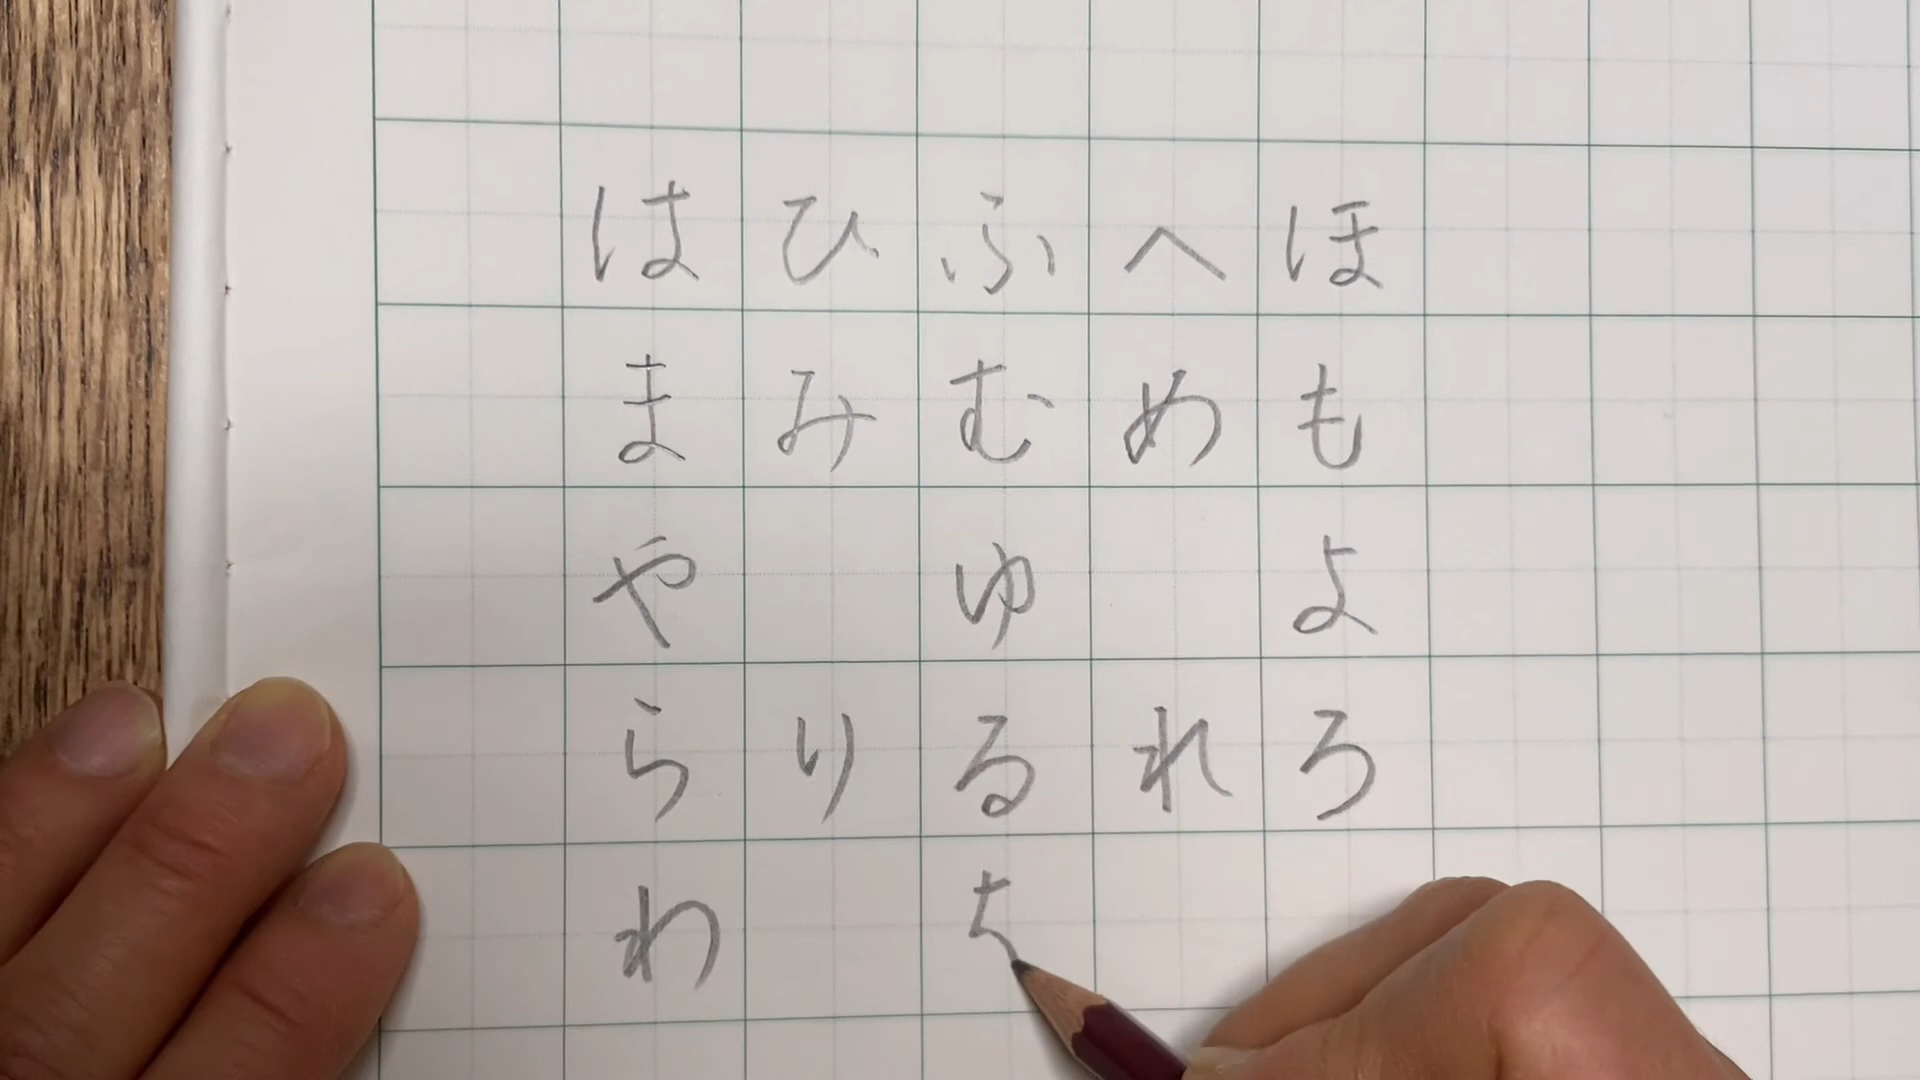 はひふへほ
まみむめも
や ゆ よ
らりるれろ
わ